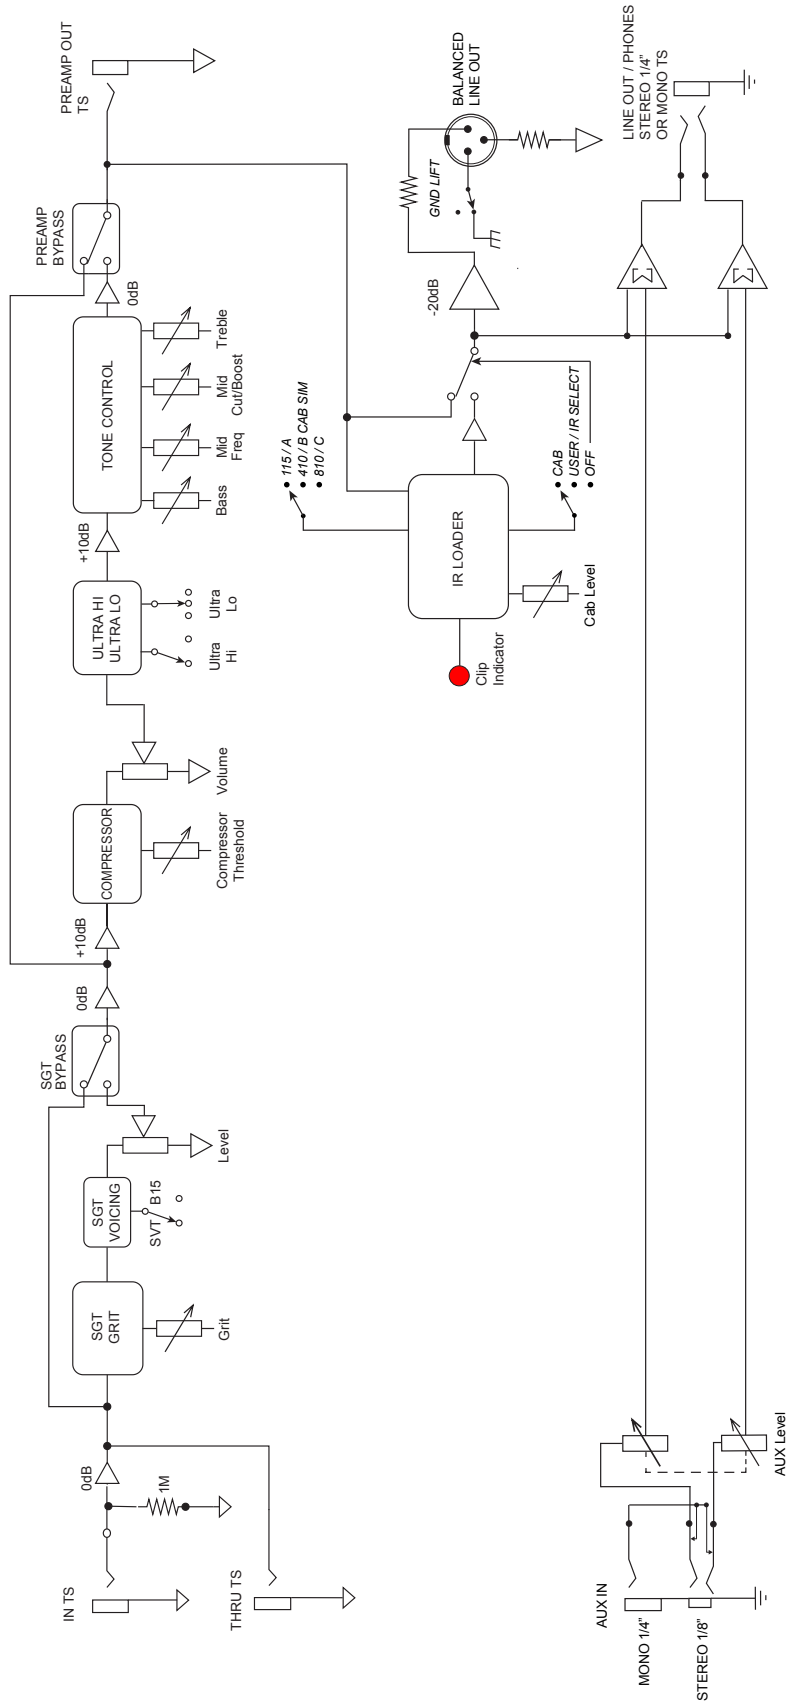 IN TS
1M
0dB
THRU TS
SGT
GRIT
Grit
SGT
VOICING
SVT
B15
Level
SGT
BYPASS
0dB
+10dB
COMPRESSOR
Compressor
Threshold
Volume
ULTRA HI
ULTRA LO
Ultra
Hi
Ultra
Lo
+10dB
TONE CONTROL
Bass
Mid
Freq
Mid
Cut/Boost
Treble
0dB
PREAMP
BYPASS
PREAMP OUT
TS
Clip
Indicator
IR LOADER
Cab Level
115 / A
410 / B CAB SIM
810 / C
CAB
USER / IR SELECT
OFF
-20dB
GND LIFT
BALANCED
LINE OUT
AUX IN
MONO 1/4"
STEREO 1/8"
AUX Level
Σ
Σ
LINE OUT / PHONES
STEREO 1/4"
OR MONO TS